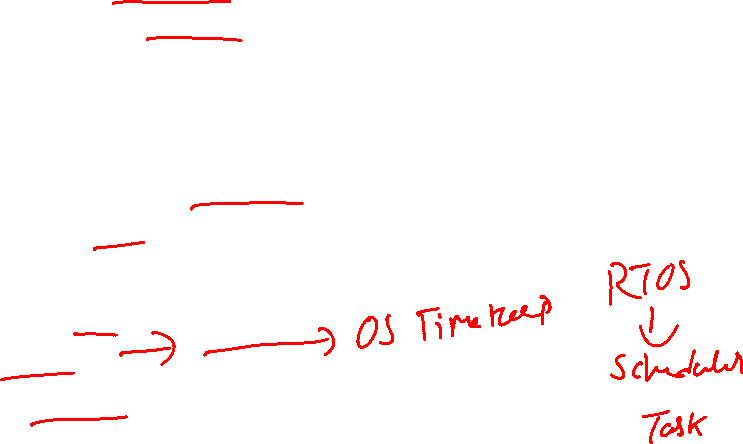 OS Timekeep
RTOS
Scheduler
Task